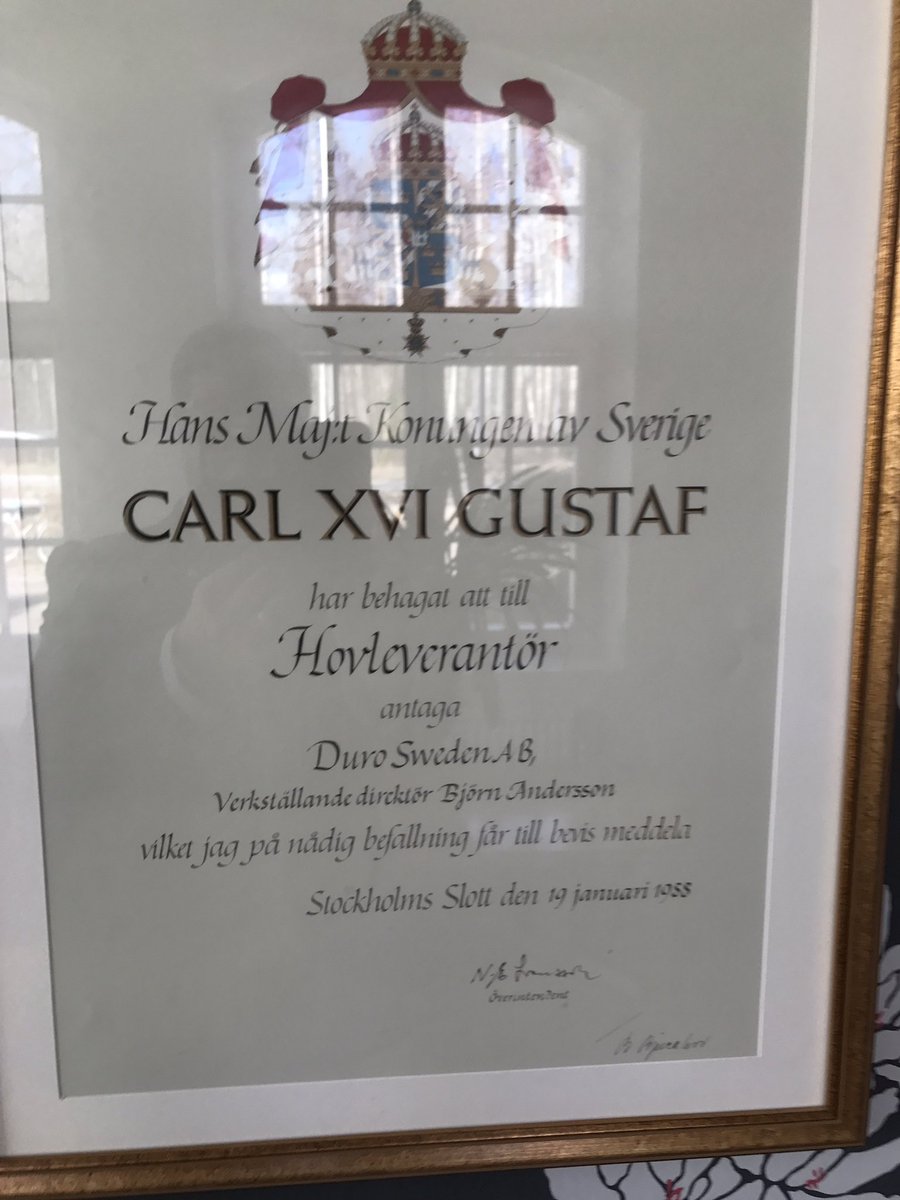 Hans Maj:t Konungen av Sverige
CARL XVI GUSTAF
har behagat att till
Hovleverantör
antaga
Duro Sweden AB,
Verkställande direktör Björn Andersson
vilket jag på nådig befallning får till bevis meddela
Stockholms Slott den 19 januari 1988
Överintendent